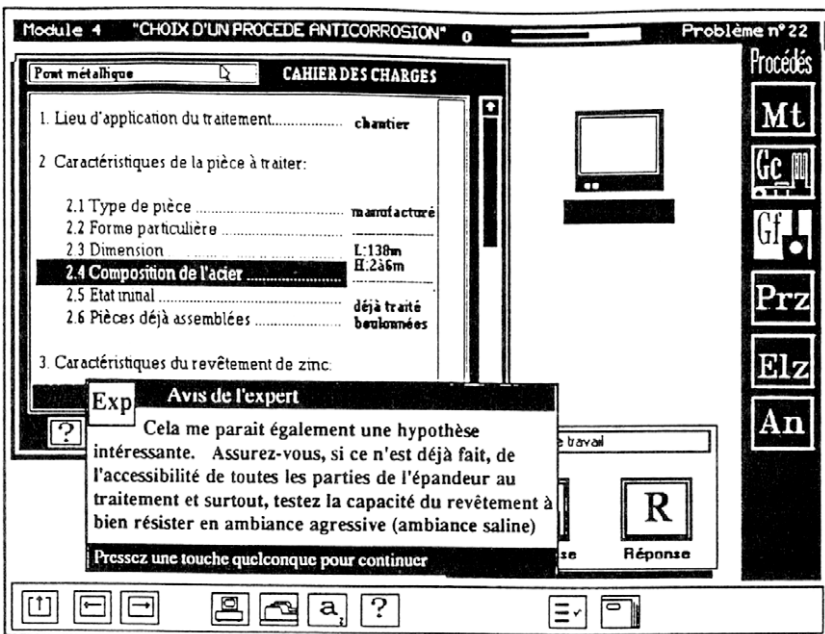 Module 4 "CHOIX D'UN PROCEDE ANTICORROSION" 0 Problème n° 22
Pont métallique CAHIER DES CHARGES
1. Lieu d'application du traitement................. chantier
2 Caractéristiques de la pièce à traiter:
2.1 Type de pièce ................................. manufacturé
2.2 Forme particulière .........................
2.3 Dimension ................................. L:138m
H:2à6m
2.4 Composition de l'acier ....................
2.5 Etat initial ................................. déjà traité
2.6 Pièces déjà assemblées .................. boulonnées
3. Caractéristiques du revêtement de zinc:
Procédés
Mt
Gc
Gf
Prz
Elz
An
?
Exp Avis de l'expert
Cela me parait également une hypothèse
intéressante. Assurez-vous, si ce n'est déjà fait, de
l'accessibilité de toutes les parties de l'épandeur au
traitement et surtout, testez la capacité du revêtement à
bien résister en ambiance agressive (ambiance saline)
Pressez une touche quelconque pour continuer
travail
R
se Réponse
a ?